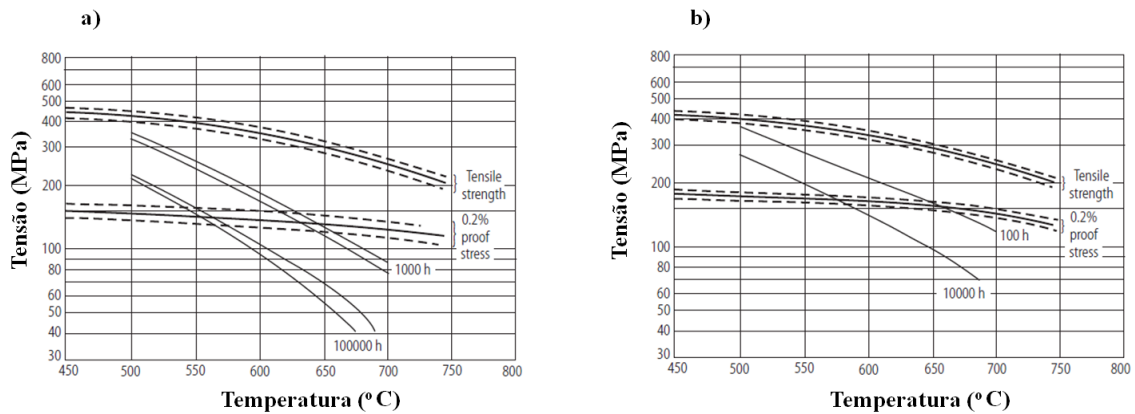 a)
800
600
500
400
300
200
100
80
60
50
40
30
450
500
550
600
650
700
750
800
Tensão (MPa)
Temperatura (º C)
Tensile
strength
0.2%
proof
stress
1000 h
100000 h
b)
800
600
500
400
300
200
100
80
60
50
40
30
450
500
550
600
650
700
750
800
Tensão (MPa)
Temperatura (º C)
Tensile
strength
0.2%
proof
stress
100 h
10000 h